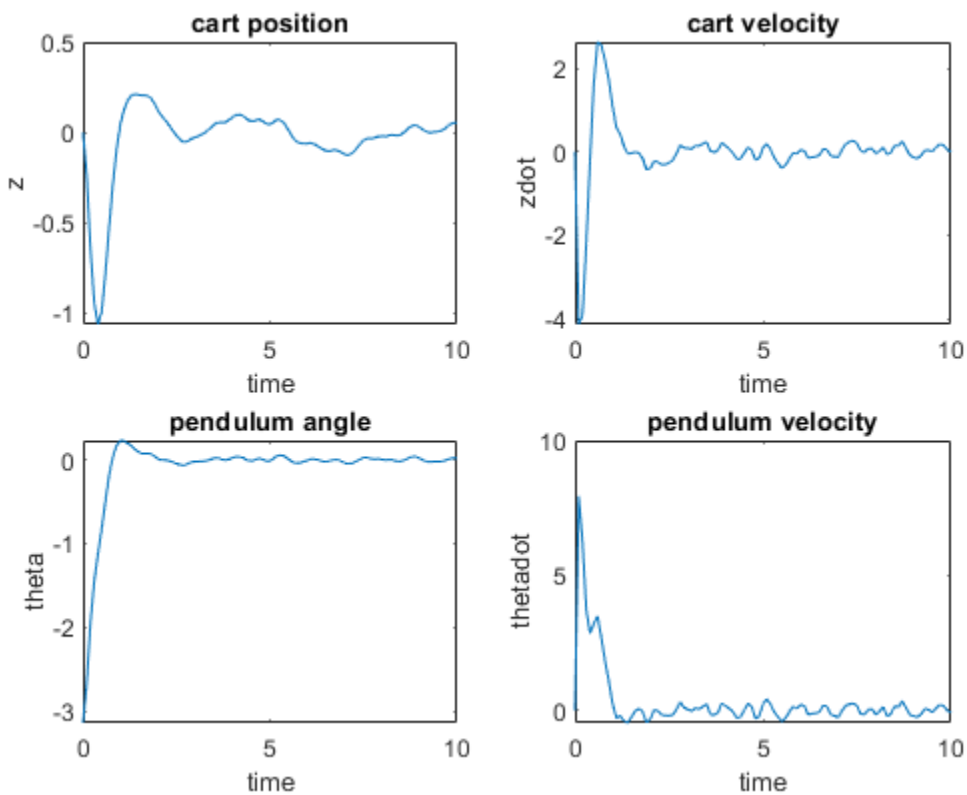 cart position
0.5
0
-0.5
-1
z
0
5
10
time
cart velocity
2
0
-2
-4
zdot
0
5
10
time
pendulum angle
0
-1
-2
-3
theta
0
5
10
time
pendulum velocity
10
5
0
thetadot
0
5
10
time